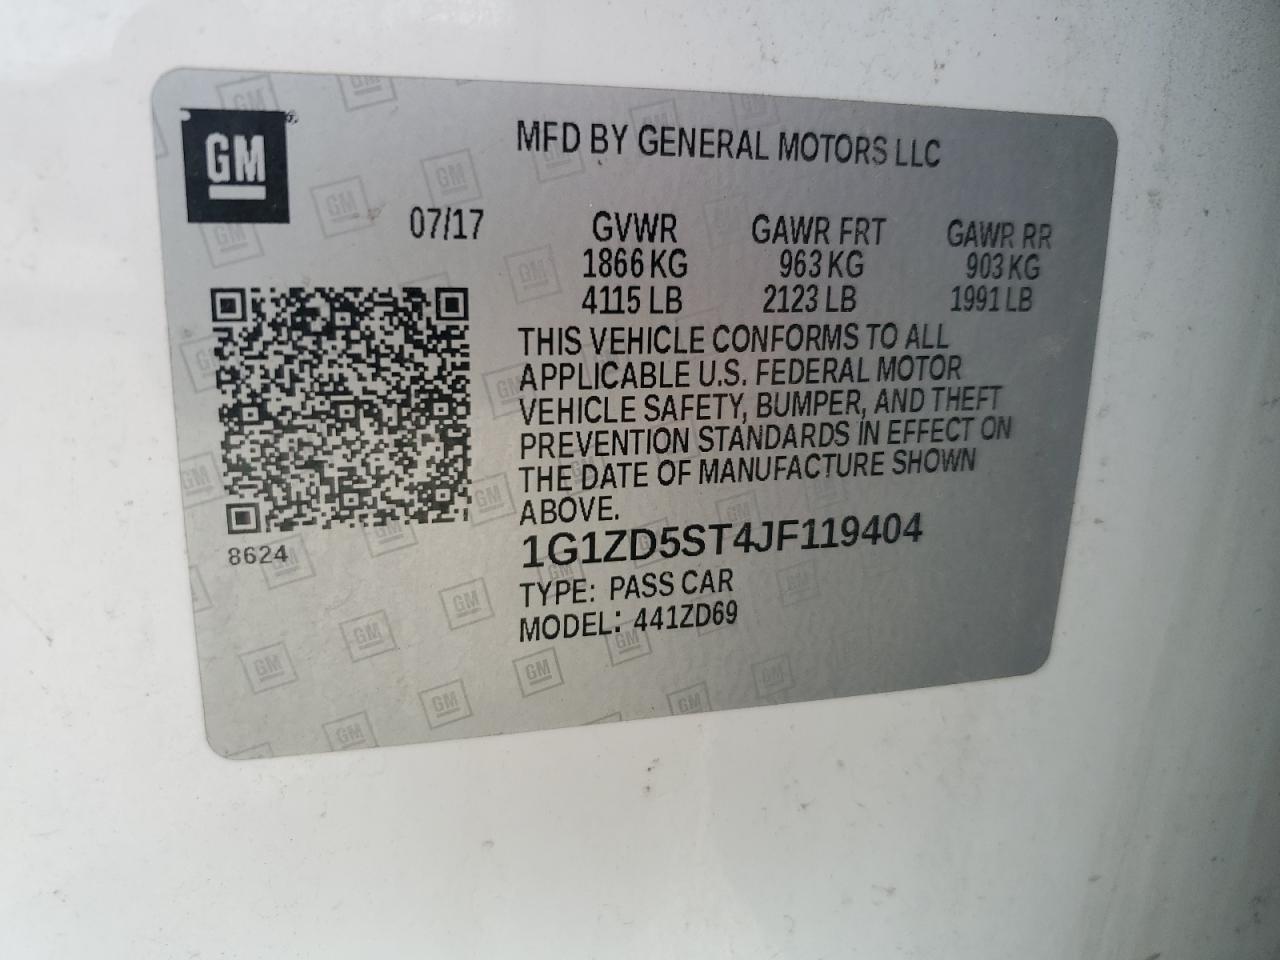 GM
MFD BY GENERAL MOTORS LLC
07/17
GVWR GAWR FRT GAWR RR
1866 KG 963 KG 903 KG
4115 LB 2123 LB 1991 LB
THIS VEHICLE CONFORMS TO ALL
APPLICABLE U.S. FEDERAL MOTOR
VEHICLE SAFETY, BUMPER, AND THEFT
PREVENTION STANDARDS IN EFFECT ON
THE DATE OF MANUFACTURE SHOWN
ABOVE.
1G1ZD5ST4JF119404
TYPE: PASS CAR
MODEL: 441ZD69
8624